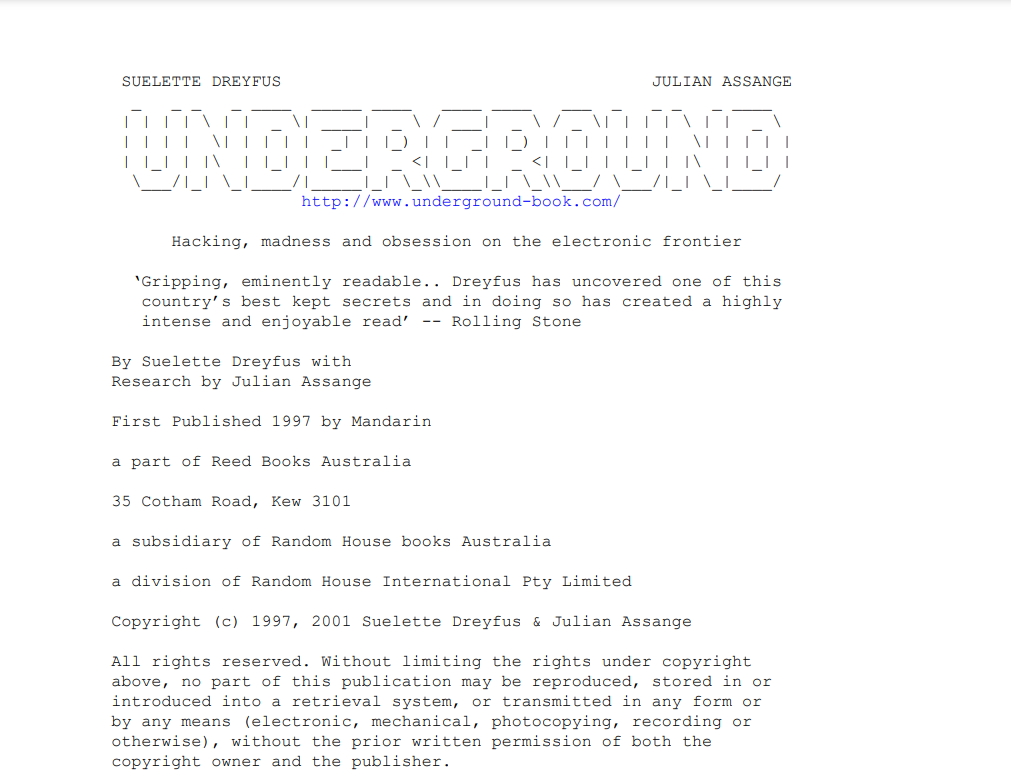 SUELETTE DREYFUS JULIAN ASSANGE
UNDERGROUND
http://www.underground-book.com/
Hacking, madness and obsession on the electronic frontier
‘Gripping, eminently readable.. Dreyfus has uncovered one of this
country’s best kept secrets and in doing so has created a highly
intense and enjoyable read’ -- Rolling Stone
By Suelette Dreyfus with
Research by Julian Assange
First Published 1997 by Mandarin
a part of Reed Books Australia
35 Cotham Road, Kew 3101
a subsidiary of Random House books Australia
a division of Random House International Pty Limited
Copyright (c) 1997, 2001 Suelette Dreyfus & Julian Assange
All rights reserved. Without limiting the rights under copyright
above, no part of this publication may be reproduced, stored in or
introduced into a retrieval system, or transmitted in any form or
by any means (electronic, mechanical, photocopying, recording or
otherwise), without the prior written permission of both the
copyright owner and the publisher.